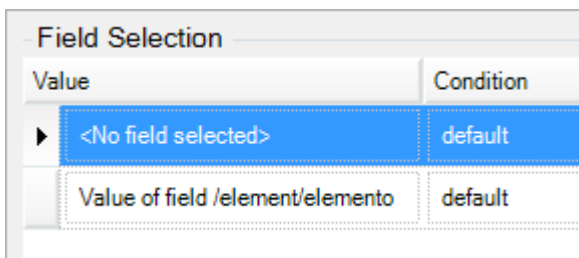 Field Selection
Value Condition
<No field selected> default
Value of field /element/elemento default